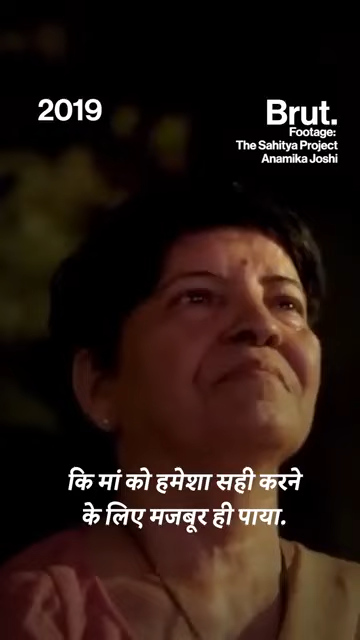 2019
Brut.
Footage:
The Sahitya Project
Anamika Joshi
कि मां को हमेशा सही करने
के लिए मजबूर ही पाया.